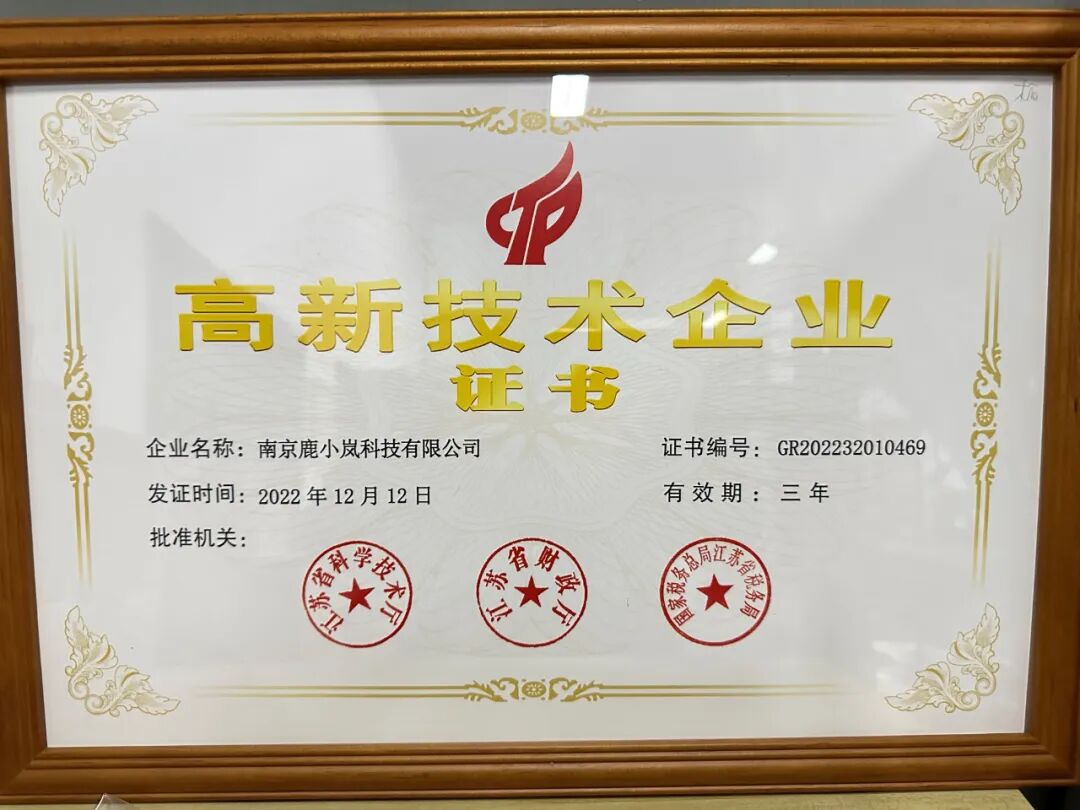 高新技术企业
证书
企业名称：南京鹿小岚科技有限公司
证书编号：GR202232010469
发证时间：2022年12月12日
有效期：三年
批准机关：
江苏省科学技术厅
江苏省财政厅
国家税务总局江苏省税务局